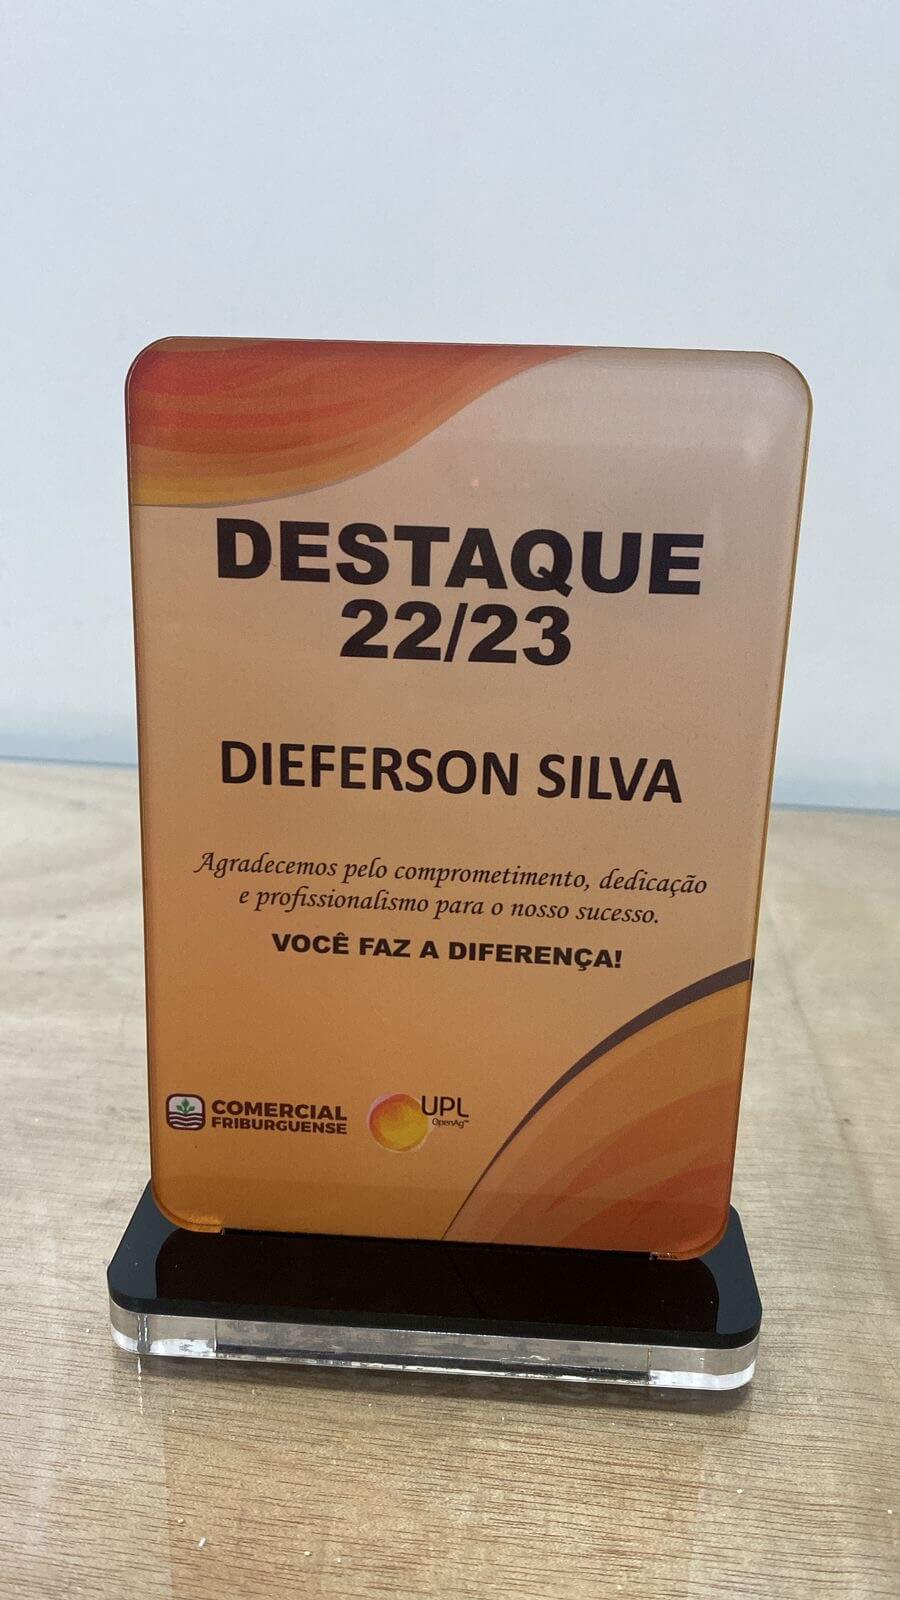 DESTAQUE
22/23
DIEFERSON SILVA
Agradecemos pelo comprometimento, dedicação
e profissionalismo para o nosso sucesso.
VOCÊ FAZ A DIFERENÇA!
COMERCIAL
FRIBURGUENSE
UPL
OpenAg™